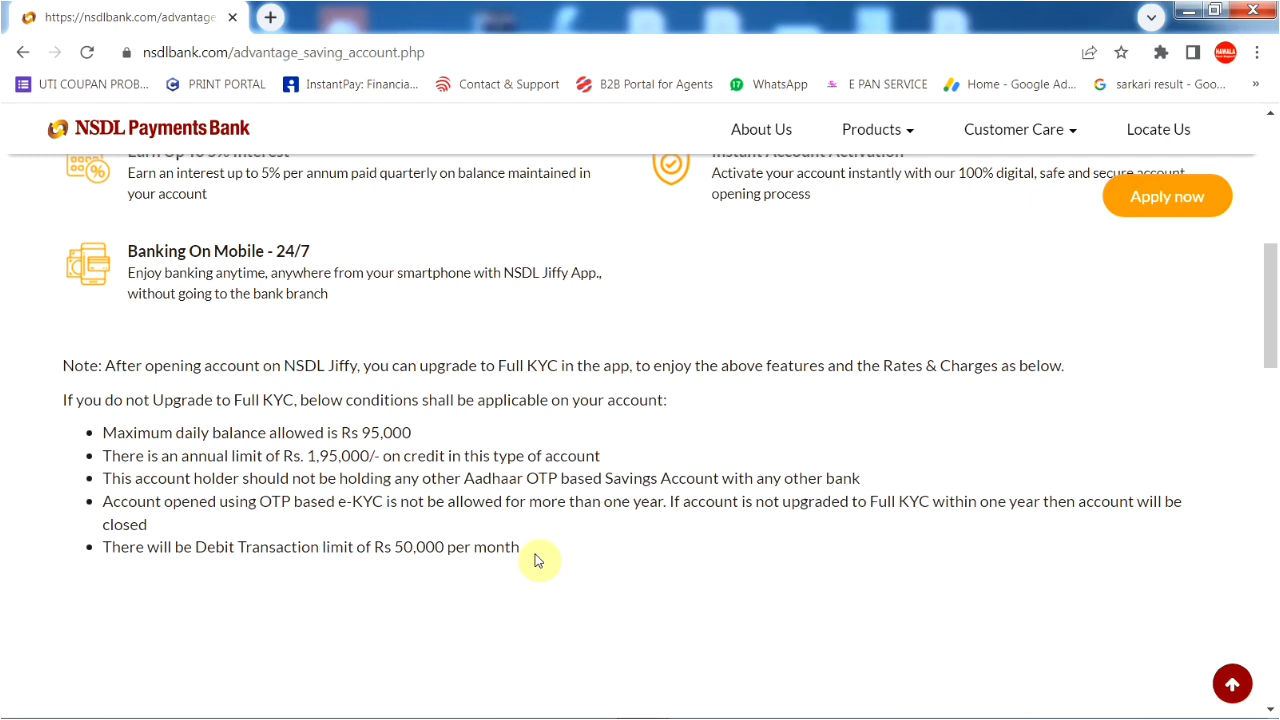 https://nsdlbank.com/advantage
nsdlbank.com/advantage_saving_account.php
UTI COUPAN PROB...
PRINT PORTAL
InstantPay: Financia...
Contact & Support
B2B Portal for Agents
17
WhatsApp
E PAN SERVICE
Home - Google Ad...
sarkari result - Goo...
»
NSDL Payments Bank
About Us
Products
Customer Care
Locate Us
Earn Up To 5% Interest
Earn an interest up to 5% per annum paid quarterly on balance maintained in
your account
Instant Account Activation
Activate your account instantly with our 100% digital, safe and secure account
opening process
Apply now
Banking On Mobile - 24/7
Enjoy banking anytime, anywhere from your smartphone with NSDL Jiffy App.,
without going to the bank branch
Note: After opening account on NSDL Jiffy, you can upgrade to Full KYC in the app, to enjoy the above features and the Rates & Charges as below.
If you do not Upgrade to Full KYC, below conditions shall be applicable on your account:
• Maximum daily balance allowed is Rs 95,000
• There is an annual limit of Rs. 1,95,000/- on credit in this type of account
• This account holder should not be holding any other Aadhaar OTP based Savings Account with any other bank
• Account opened using OTP based e-KYC is not be allowed for more than one year. If account is not upgraded to Full KYC within one year then account will be
closed
• There will be Debit Transaction limit of Rs 50,000 per month